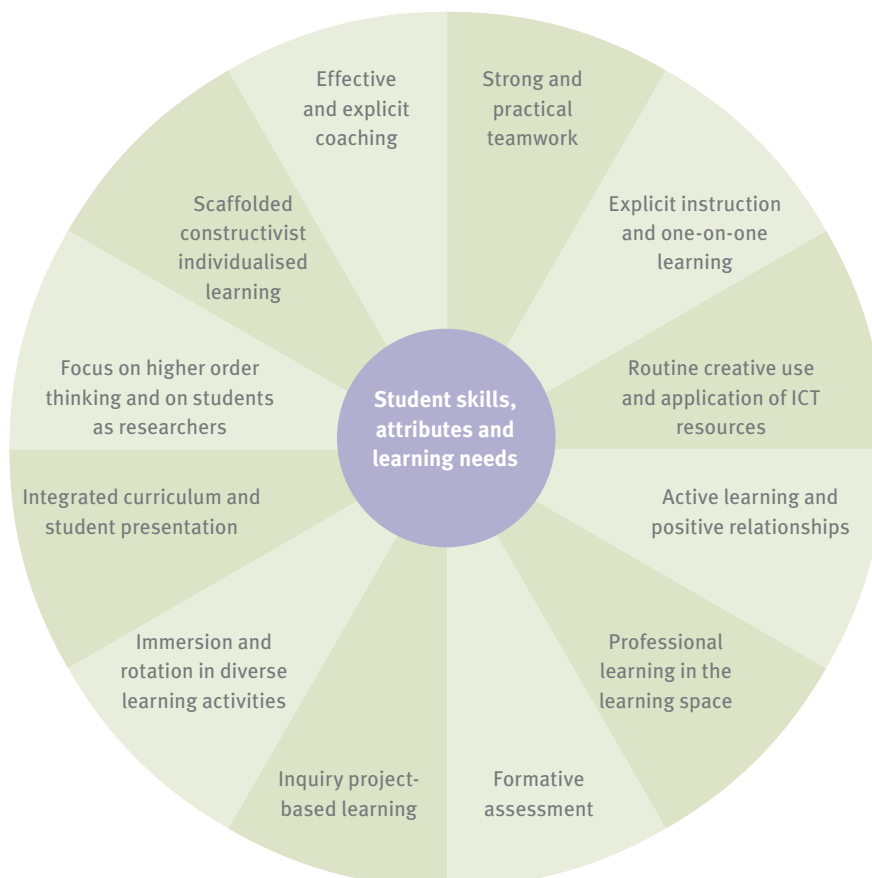 Effective
and explicit
coaching
Strong and
practical
teamwork
Explicit instruction
and one-on-one
learning
Routine creative use
and application of ICT
resources
Active learning and
positive relationships
Professional
learning in the
learning space
Formative
assessment
Inquiry project-
based learning
Immersion and
rotation in diverse
learning activities
Integrated curriculum and
student presentation
Focus on higher order
thinking and on students
as researchers
Scaffolded
constructivist
individualised
learning
Student skills,
attributes and
learning needs